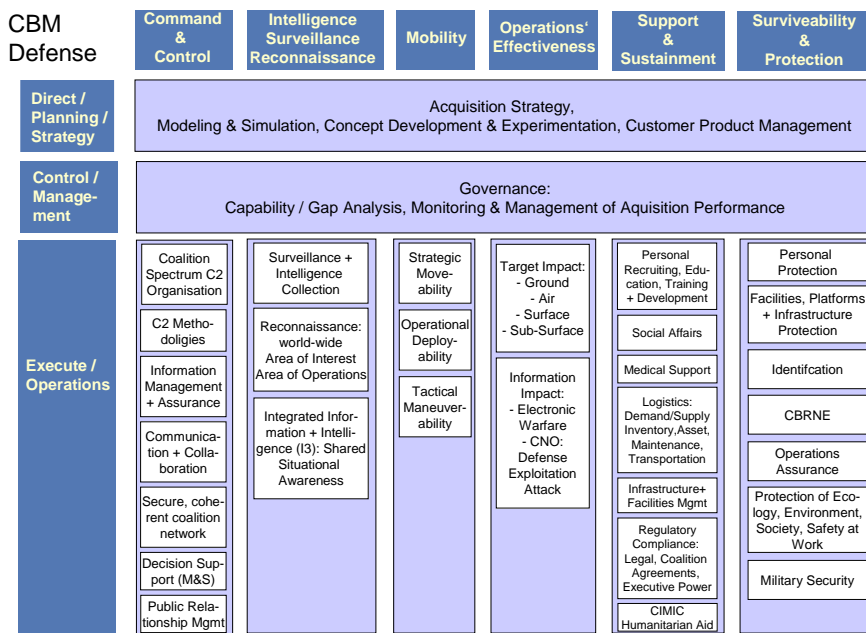 CBM
Defense
Command
&
Control
Intelligence
Surveillance
Reconnaissance
Mobility
Operations‘
Effectiveness
Support
&
Sustainment
Surviveability
&
Protection
Direct /
Planning /
Strategy
Acquisition Strategy,
Modeling & Simulation, Concept Development & Experimentation, Customer Product Management
Control /
Manage-
ment
Governance:
Capability / Gap Analysis, Monitoring & Management of Aquisition Performance
Execute /
Operations
Coalition
Spectrum C2
Organisation
C2 Metho-
doligies
Information
Management
+ Assurance
Communica-
tion + Colla-
boration
Secure, cohe-
rent coalition
network
Decision Sup-
port (M&S)
Public Rela-
tionship Mgmt
Surveillance +
Intelligence
Collection
Reconnaissance:
world-wide
Area of Interest
Area of Operations
Integrated Infor-
mation + Intelli-
gence (I3): Shared
Situational
Awareness
Strategic
Move-
ability
Operational
Deploy-
ability
Tactical
Maneuver-
ability
Target Impact:
- Ground
- Air
- Surface
- Sub-Surface
Information
Impact:
- Electronic
Warfare
- CNO:
Defense
Exploitation
Attack
Personal
Recruiting, Edu-
cation, Training
+ Development
Social Affairs
Medical Support
Logistics:
Demand/Supply
Inventory,Asset,
Maintenance,
Transportation
Infrastructure+
Facilities Mgmt
Regulatory
Compliance:
Legal, Coalition
Agreements,
Executive Power
CIMIC
Humanitarian Aid
Personal
Protection
Facilities, Platforms
+ Infrastructure
Protection
Identifcation
CBRNE
Operations
Assurance
Protection of Eco-
logy, Environment,
Society, Safety at
Work
Military Security